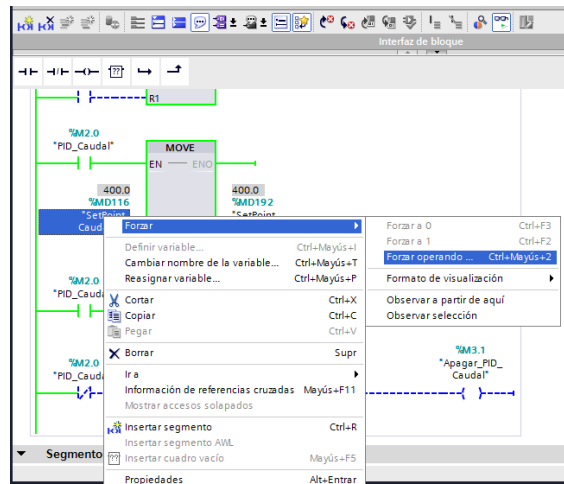 Interfaz de bloque
??
R1
%M2.0
"PID_Caudal"
MOVE
EN ENO
400.0
%MD116
"SetPoint
Caud
400.0
%MD192
"SetPoint
%M2.0
"PID_Caud
%M2.0
"PID_Cauda
%M3.1
"Apagar_PID_
Caudal"
Segmento
Forzar
Definir variable... Ctrl+Mayús+I
Cambiar nombre de la variable... Ctrl+Mayús+T
Reasignar variable... Ctrl+Mayús+P
Cortar Ctrl+X
Copiar Ctrl+C
Pegar Ctrl+V
Borrar Supr
Ir a
Información de referencias cruzadas Mayús+F11
Mostrar accesos solapados
Insertar segmento Ctrl+R
Insertar segmento AWL
Insertar cuadro vacío Mayús+F5
Propiedades Alt+Entrar
Forzar a 0 Ctrl+F3
Forzar a 1 Ctrl+F2
Forzar operando ... Ctrl+Mayús+2
Formato de visualización
Observar a partir de aquí
Observar selección